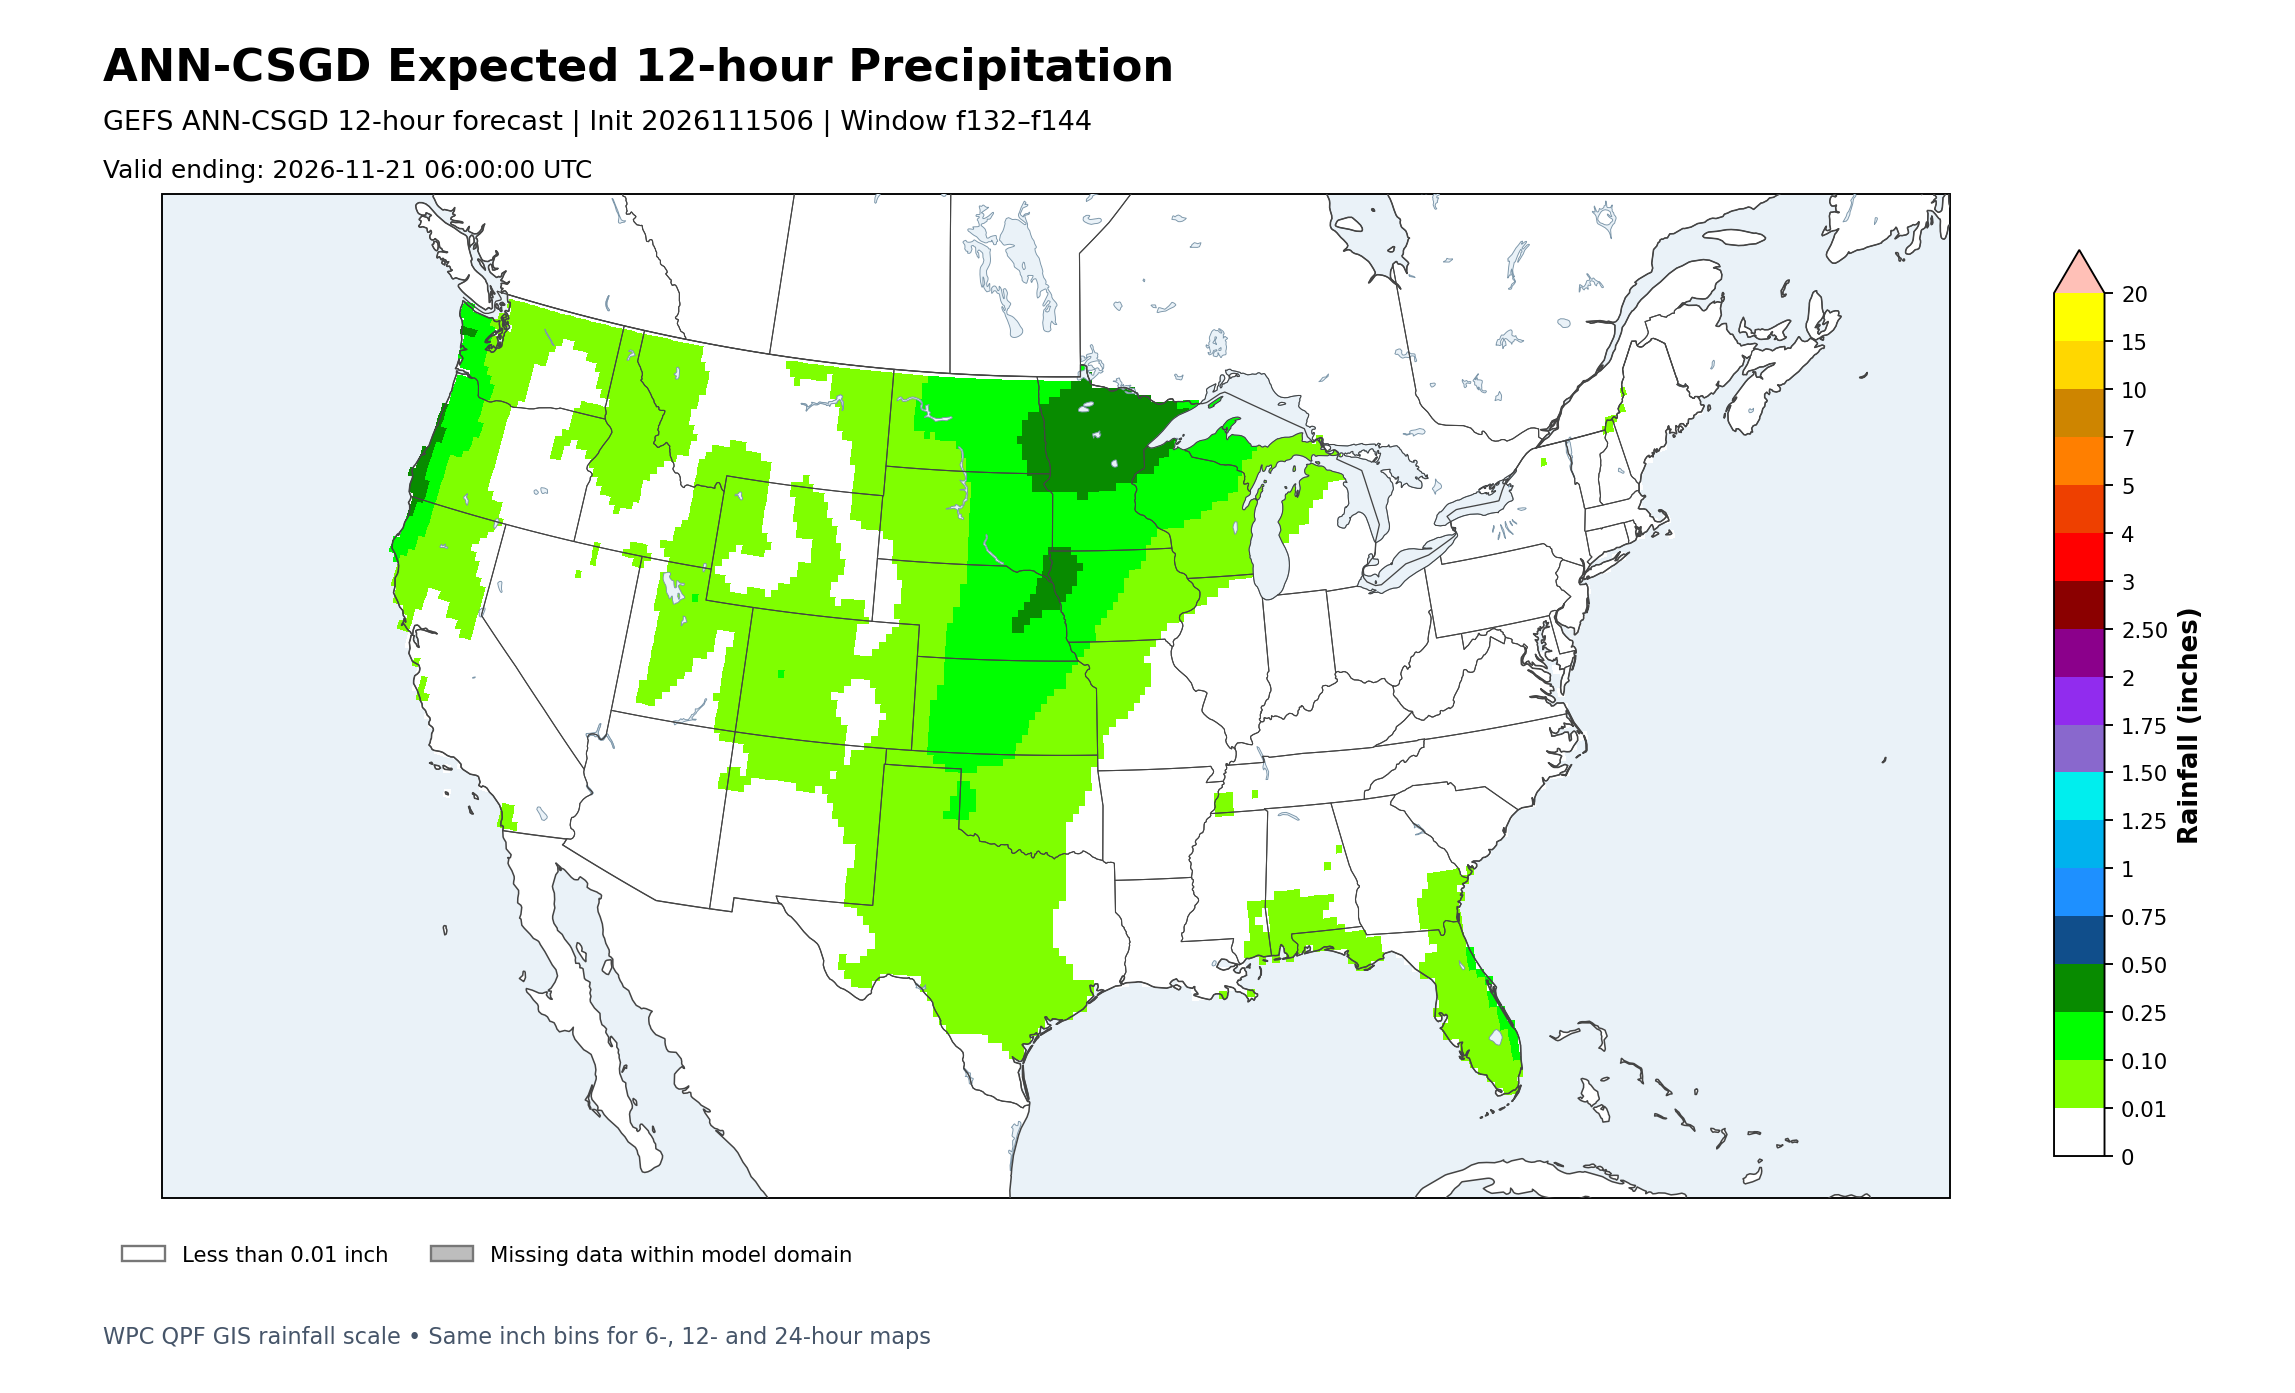 ANN-CSGD Expected 12-hour Precipitation
GEFS ANN-CSGD 12-hour forecast | Init 2026111506 | Window f132–f144
Valid ending: 2026-11-21 06:00:00 UTC
20
15
10
7
5
4
3
2.50
2
1.75
1.50
1.25
1
0.75
0.50
0.25
0.10
0.01
0
Rainfall (inches)
Less than 0.01 inch
Missing data within model domain
WPC QPF GIS rainfall scale • Same inch bins for 6-, 12- and 24-hour maps